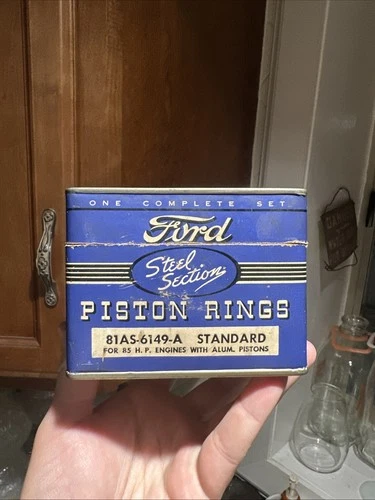 ONE COMPLETE SET
Ford
Steel
Section
PISTON RINGS
81AS-6149-A STANDARD
FOR 85 H.P. ENGINES WITH ALUM. PISTONS